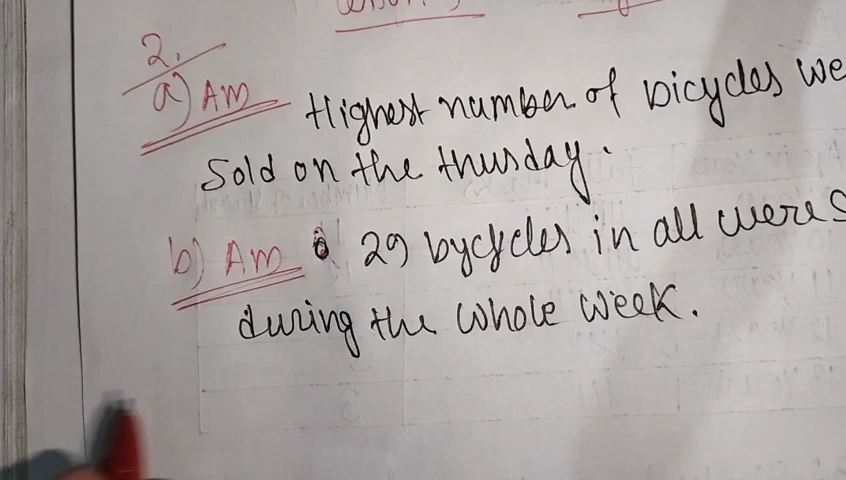 2.
a) Ans Highest number of bicycles we
Sold on the thusday.
b) Ans 29 bycycles in all were s
during the whole week.